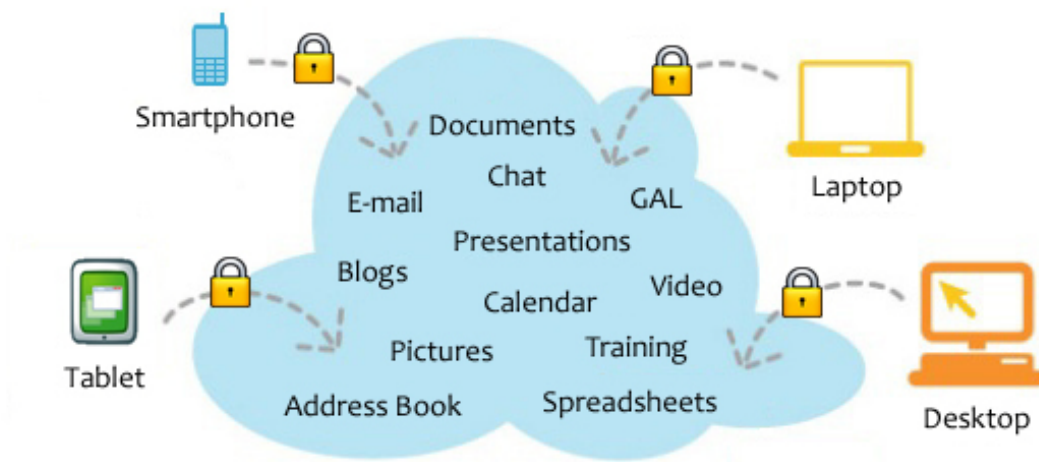 Smartphone
Documents
Chat
Laptop
E-mail
GAL
Presentations
Blogs
Video
Calendar
Tablet
Pictures
Training
Address Book
Spreadsheets
Desktop